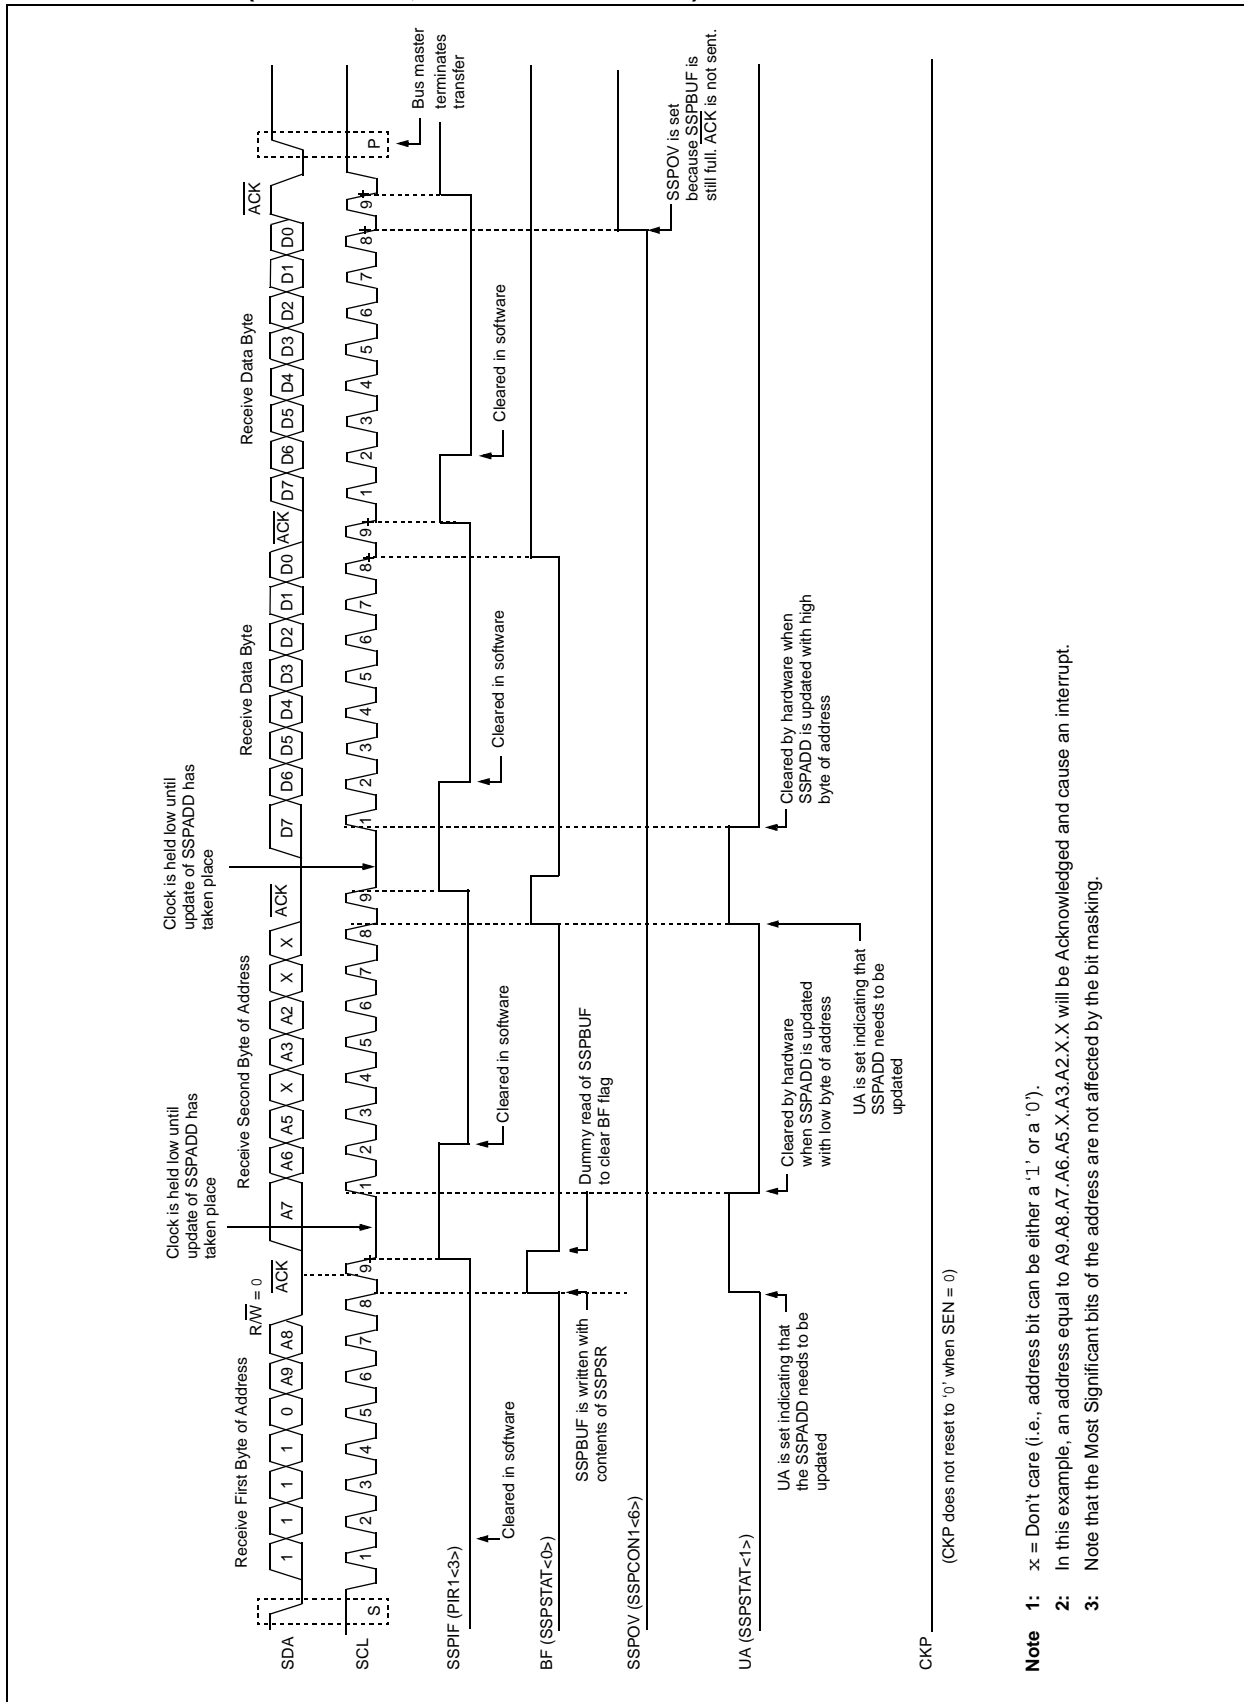 Receive First Byte of Address
R/W = 0
ACK
Clock is held low until
update of SSPADD has
taken place
Receive Second Byte of Address
ACK
Clock is held low until
update of SSPADD has
taken place
Receive Data Byte
ACK
Receive Data Byte
ACK
SDA
1 1 1 1 0 A9 A8
A7 A6 A5 X A3 A2 X X
D7 D6 D5 D4 D3 D2 D1 D0
D7 D6 D5 D4 D3 D2 D1 D0
SCL
S
1 2 3 4 5 6 7 8 9
1 2 3 4 5 6 7 8 9
1 2 3 4 5 6 7 8 9
1 2 3 4 5 6 7 8 9
P
Bus master
terminates
transfer
SSPIF (PIR1<3>)
Cleared in software
Cleared in software
Cleared in software
Cleared in software
BF (SSPSTAT<0>)
SSPBUF is written with
contents of SSPSR
Dummy read of SSPBUF
to clear BF flag
SSPOV (SSPCON1<6>)
SSPOV is set
because SSPBUF is
still full. ACK is not sent.
UA (SSPSTAT<1>)
UA is set indicating that
the SSPADD needs to be
updated
Cleared by hardware
when SSPADD is updated
with low byte of address
UA is set indicating that
SSPADD needs to be
updated
Cleared by hardware when
SSPADD is updated with high
byte of address
CKP
(CKP does not reset to ‘0’ when SEN = 0)
Note 1: x = Don’t care (i.e., address bit can be either a ‘1’ or a ‘0’).
2: In this example, an address equal to A9.A8.A7.A6.A5.X.A3.A2.X.X will be Acknowledged and cause an interrupt.
3: Note that the Most Significant bits of the address are not affected by the bit masking.